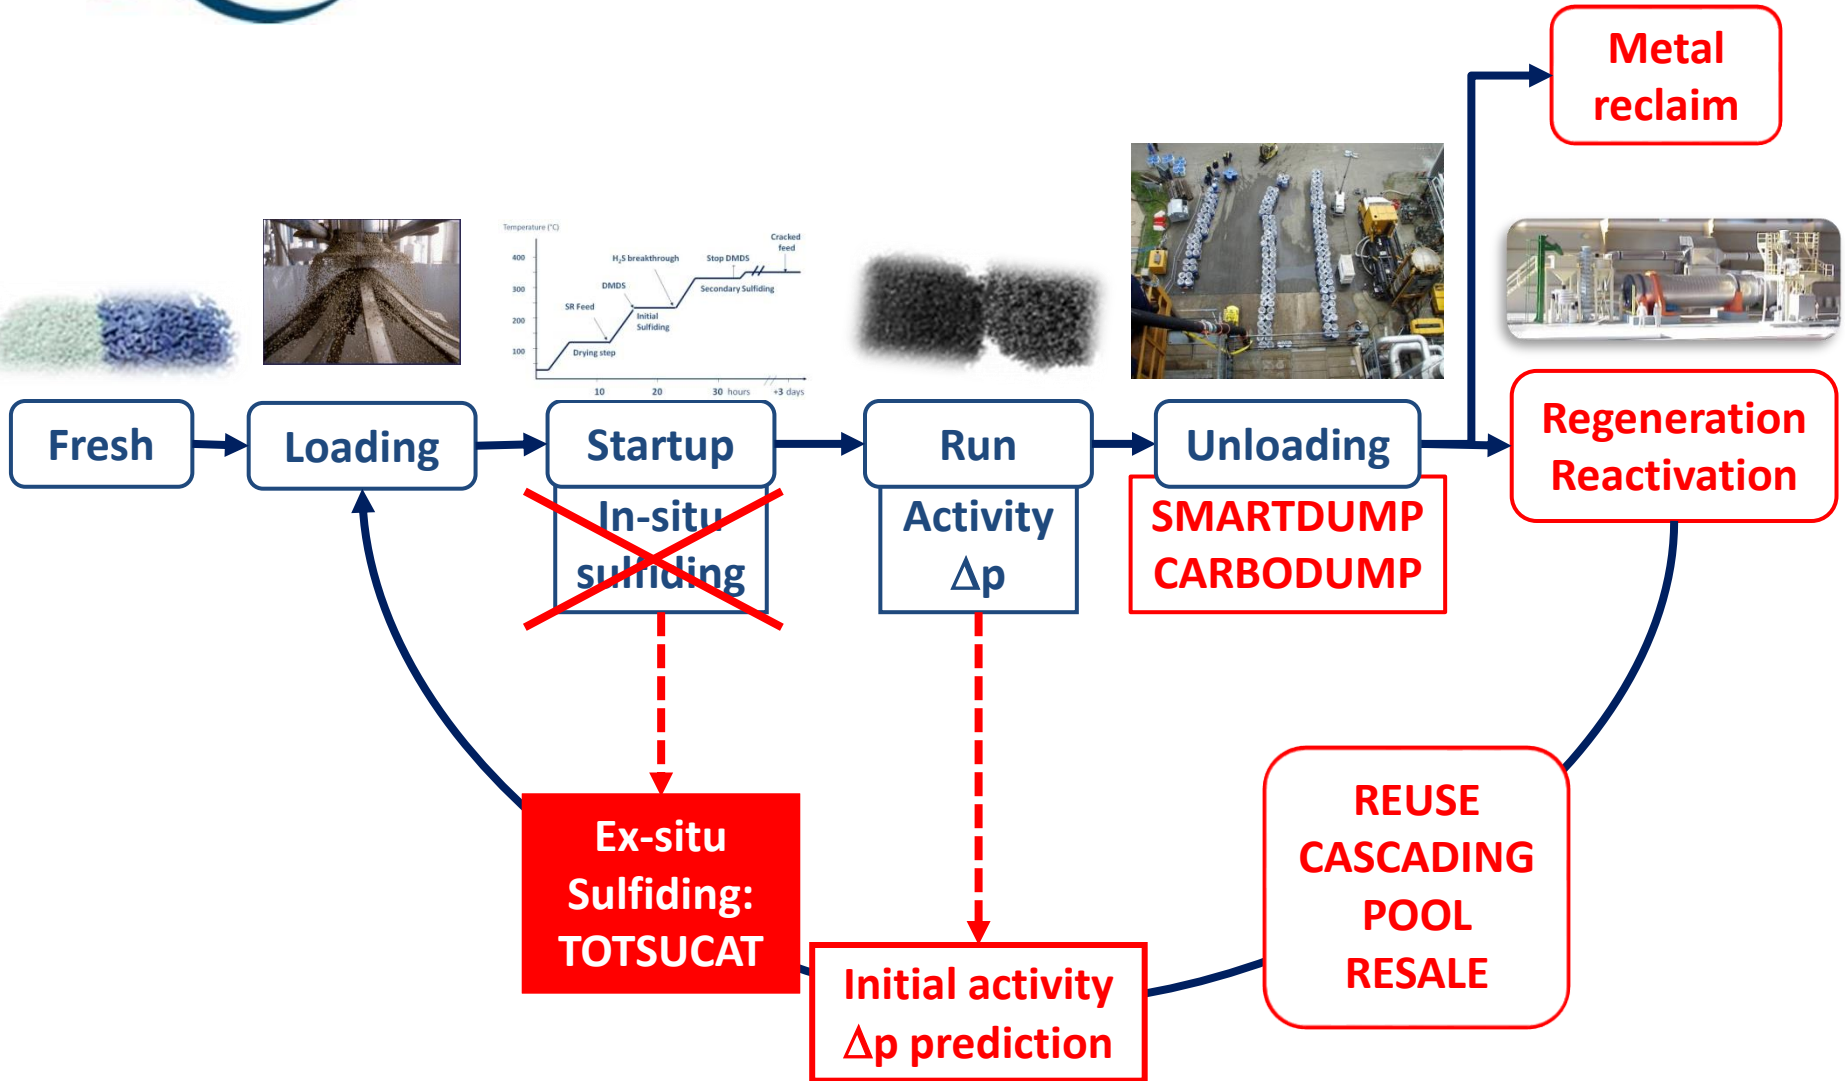 Metal
reclaim
Temperature (°C)
400
300
200
100
10
20
30 hours
+3 days
Drying step
SR Feed
DMDS
Initial
Sulfiding
H₂S breakthrough
Stop DMDS
Secondary Sulfiding
Cracked
feed
Fresh
Loading
Startup
Run
Unloading
Regeneration
Reactivation
In-situ
sulfiding
Activity
Δp
SMARTDUMP
CARBODUMP
Ex-situ
Sulfiding:
TOTSUCAT
Initial activity
Δp prediction
REUSE
CASCADING
POOL
RESALE